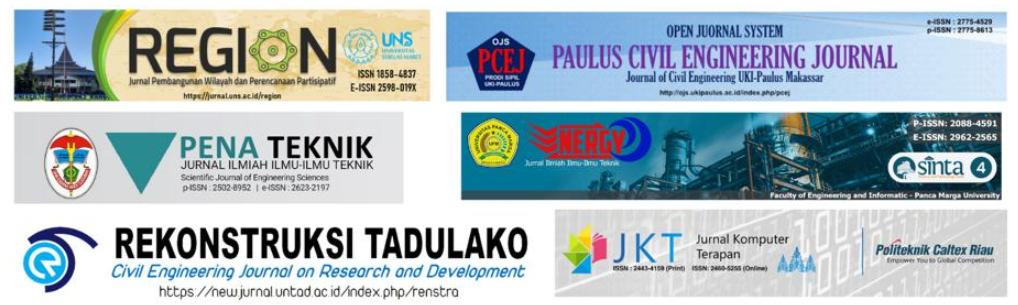 REGION
UNS
UNIVERSITAS
SEBELAS MARET
Jurnal Pembangunan Wilayah dan Perencanaan Partisipatif
ISSN 1858-4837
E-ISSN 2598-019X
https://jurnal.uns.ac.id/region
OJS
PCEJ
PRODI SIPIL
UKI-PAULUS
e-ISSN : 2775-4529
p-ISSN : 2775-8613
OPEN JUORNAL SYSTEM
PAULUS CIVIL ENGINEERING JOURNAL
Journal of Civil Engineering UKI-Paulus Makassar
http://ojs.ukipaulus.ac.id/index.php/pcej
PENA TEKNIK
JURNAL ILMIAH ILMU-ILMU TEKNIK
Scientific Journal of Engineering Sciences
p-ISSN : 2502-8952 | e-ISSN : 2623-2197
UPM
ENERGY
Jurnal Ilmiah Ilmu-Ilmu Teknik
P-ISSN: 2088-4591
E-ISSN: 2962-2565
sinta 4
Faculty of Engineering and Informatic - Panca Marga University
REKONSTRUKSI TADULAKO
Civil Engineering Journal on Research and Development
https://new.jurnal.untad.ac.id/index.php/renstra
JKT
Jurnal Komputer
Terapan
ISSN : 2443-4159 (Print)
ISSN: 2460-5255 (Online)
Politeknik Caltex Riau
Empower You to Global Competition